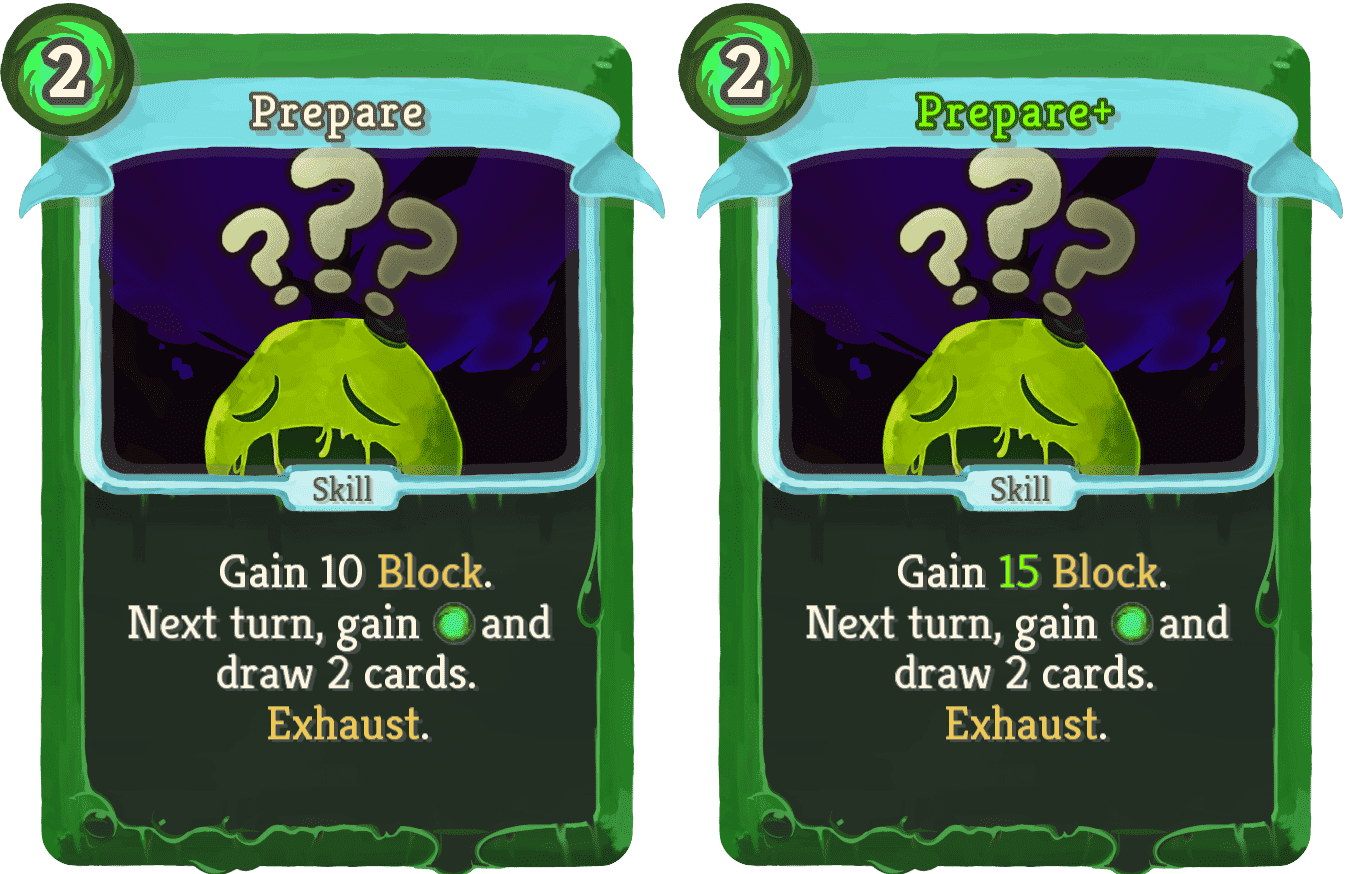 2
Prepare
???
Skill
Gain 10 Block.
Next turn, gain and
draw 2 cards.
Exhaust.
2
Prepare+
???
Skill
Gain 15 Block.
Next turn, gain and
draw 2 cards.
Exhaust.